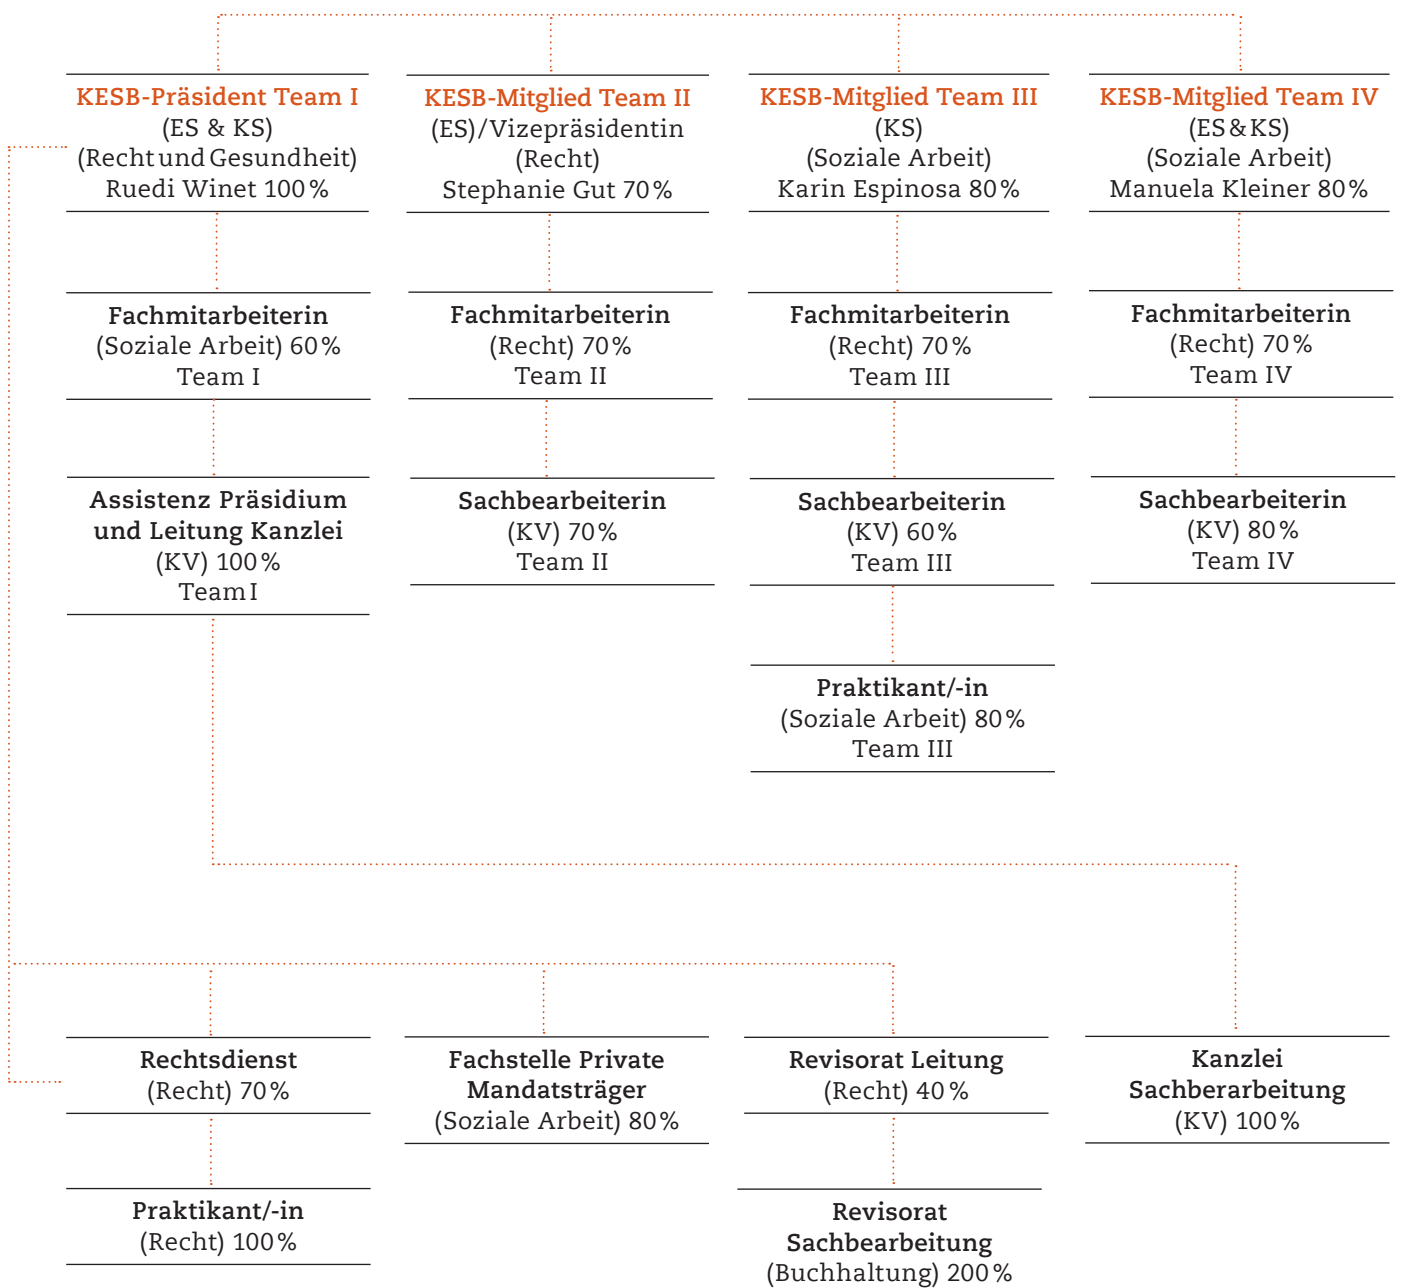 KESB-Präsident Team I
(ES & KS)
(Recht und Gesundheit)
Ruedi Winet 100 %
KESB-Mitglied Team II
(ES)/Vizepräsidentin
(Recht)
Stephanie Gut 70 %
KESB-Mitglied Team III
(KS)
(Soziale Arbeit)
Karin Espinosa 80 %
KESB-Mitglied Team IV
(ES & KS)
(Soziale Arbeit)
Manuela Kleiner 80 %
Fachmitarbeiterin
(Soziale Arbeit) 60 %
Team I
Fachmitarbeiterin
(Recht) 70 %
Team II
Fachmitarbeiterin
(Recht) 70 %
Team III
Fachmitarbeiterin
(Recht) 70 %
Team IV
Assistenz Präsidium
und Leitung Kanzlei
(KV) 100 %
Team I
Sachbearbeiterin
(KV) 70 %
Team II
Sachbearbeiterin
(KV) 60 %
Team III
Sachbearbeiterin
(KV) 80 %
Team IV
Praktikant/-in
(Soziale Arbeit) 80 %
Team III
Rechtsdienst
(Recht) 70 %
Fachstelle Private
Mandatsträger
(Soziale Arbeit) 80 %
Revisorat Leitung
(Recht) 40 %
Kanzlei
Sachberarbeitung
(KV) 100 %
Praktikant/-in
(Recht) 100 %
Revisorat
Sachbearbeitung
(Buchhaltung) 200 %